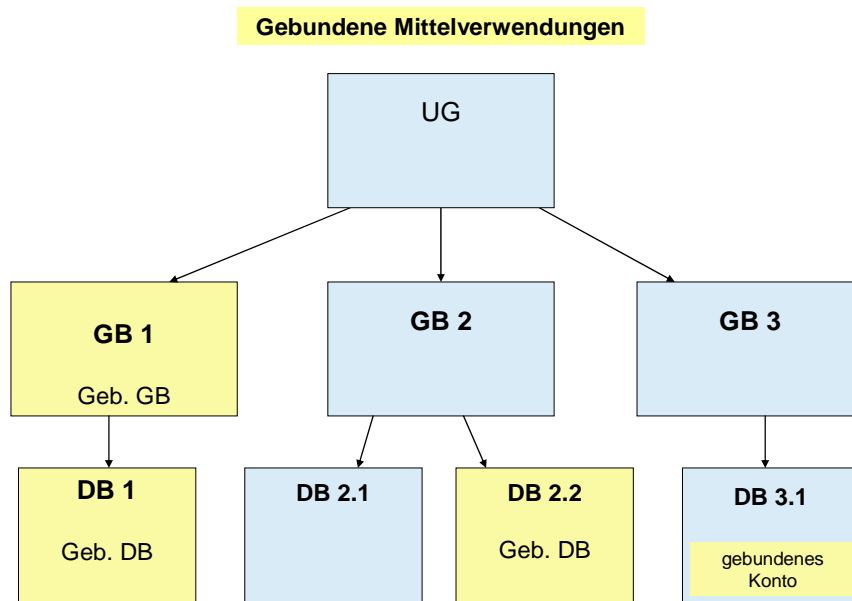 Gebundene Mittelverwendungen
UG
GB 1
Geb. GB
GB 2
GB 3
DB 1
Geb. DB
DB 2.1
DB 2.2
Geb. DB
DB 3.1
gebundenes
Konto